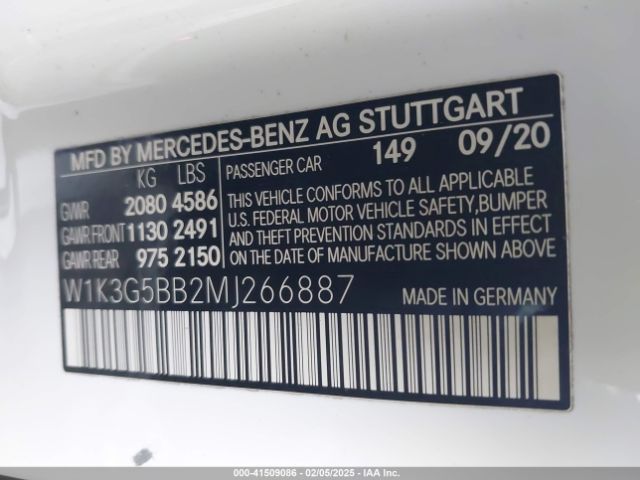 MFD BY MERCEDES-BENZ AG STUTTGART
KG LBS
GVWR 2080 4586
GAWR FRONT 1130 2491
GAWR REAR 975 2150
PASSENGER CAR 149 09/20
THIS VEHICLE CONFORMS TO ALL APPLICABLE
U.S. FEDERAL MOTOR VEHICLE SAFETY,BUMPER
AND THEFT PREVENTION STANDARDS IN EFFECT
ON THE DATE OF MANUFACTURE SHOWN ABOVE
W1K3G5BB2MJ266887
MADE IN GERMANY
000-41509086 - 02/05/2025 - IAA Inc.